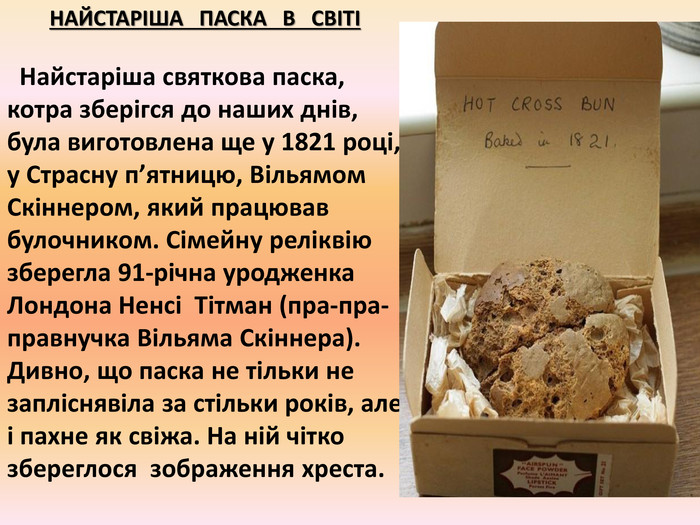 НАЙСТАРІША ПАСКА В СВІТІ
Найстаріша святкова паска,
котра зберігся до наших днів,
була виготовлена ще у 1821 році,
у Страсну п’ятницю, Вільямом
Скіннером, який працював
булочником. Сімейну реліквію
зберегла 91-річна уродженка
Лондона Ненсі Тітман (пра-пра-
правнучка Вільяма Скіннера).
Дивно, що паска не тільки не
запліснявіла за стільки років, але
і пахне як свіжа. На ній чітко
збереглося зображення хреста.
HOT CROSS BUN
Baked in 1821.
"AIRSPUN"
FACE POWDER
LIPSTICK